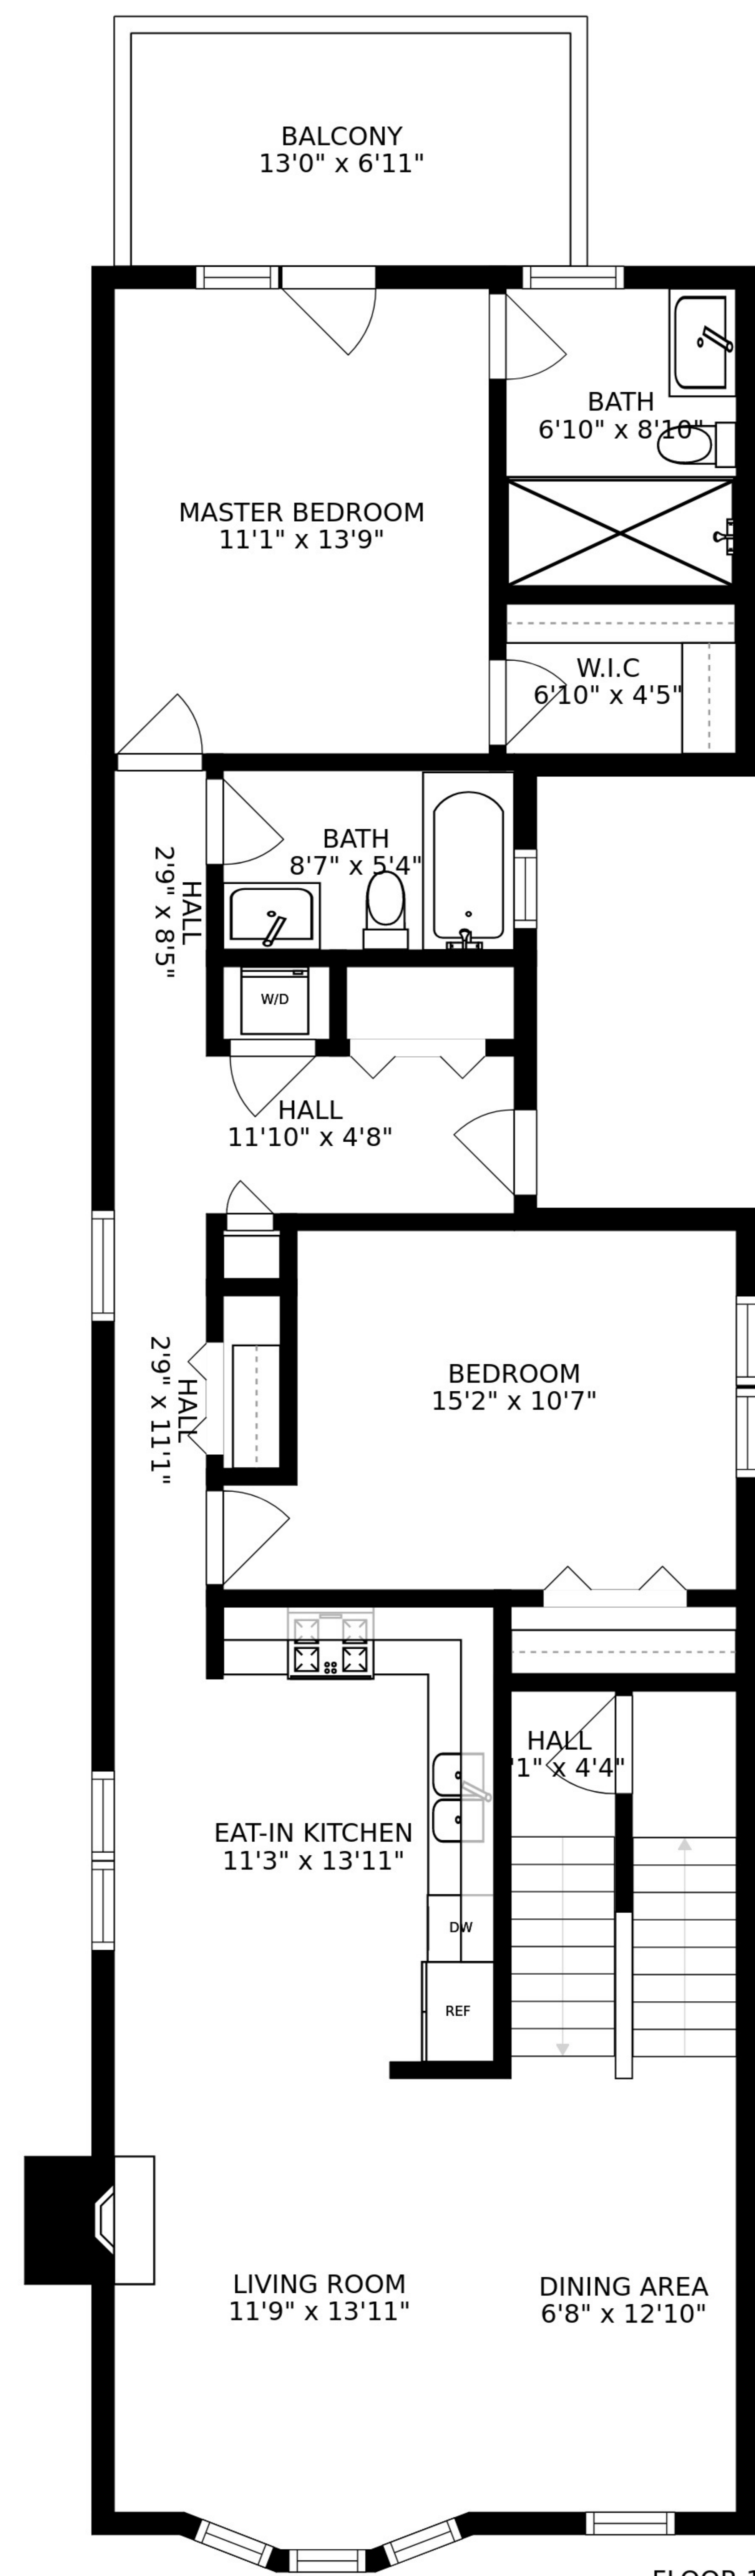 BALCONY
13'0" x 6'11"
BATH
6'10" x 8'10"
MASTER BEDROOM
11'1" x 13'9"
W.I.C
6'10" x 4'5"
BATH
8'7" x 5'4"
HALL
2'9" x 8'5"
W/D
HALL
11'10" x 4'8"
BEDROOM
15'2" x 10'7"
HALL
2'9" x 11'1"
HALL
'1" x 4'4"
EAT-IN KITCHEN
11'3" x 13'11"
DW
REF
LIVING ROOM
11'9" x 13'11"
DINING AREA
6'8" x 12'10"